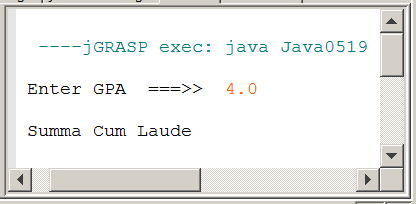 ----jGRASP exec: java Java0519
Enter GPA  ===>>  4.0
Summa Cum Laude